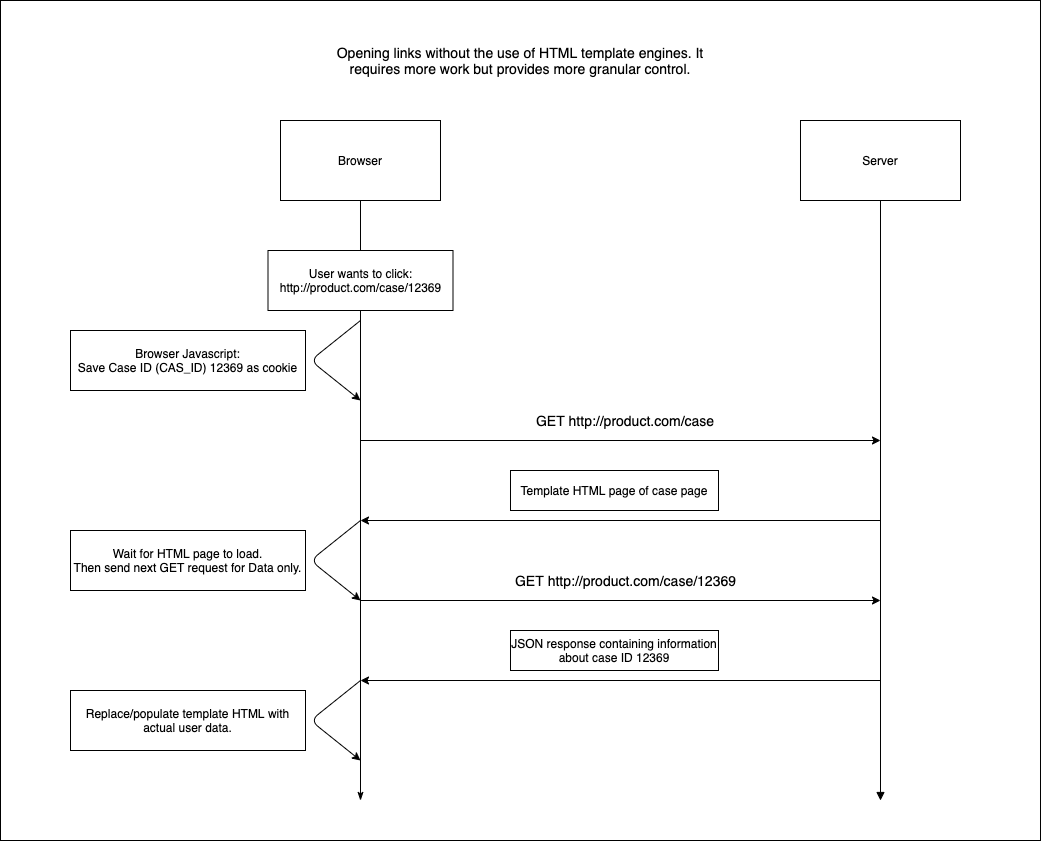 Opening links without the use of HTML template engines. It
requires more work but provides more granular control.
Browser
Server
User wants to click:
http://product.com/case/12369
Browser Javascript:
Save Case ID (CAS_ID) 12369 as cookie
GET http://product.com/case
Template HTML page of case page
Wait for HTML page to load.
Then send next GET request for Data only.
GET http://product.com/case/12369
JSON response containing information
about case ID 12369
Replace/populate template HTML with
actual user data.